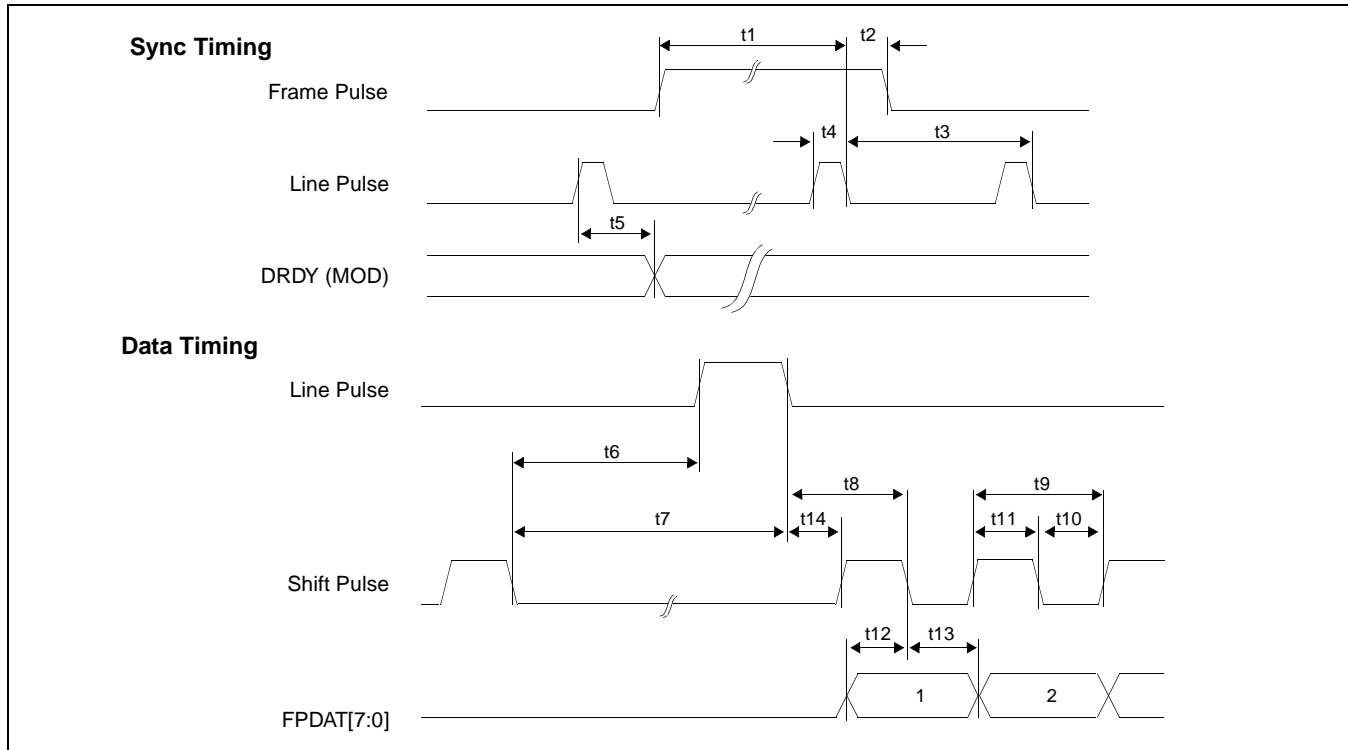 Sync Timing
t1
t2
Frame Pulse
t4
t3
Line Pulse
t5
DRDY (MOD)
Data Timing
Line Pulse
t6
t8
t9
t7
t14
t11
t10
Shift Pulse
t12
t13
1
2
FPDAT[7:0]